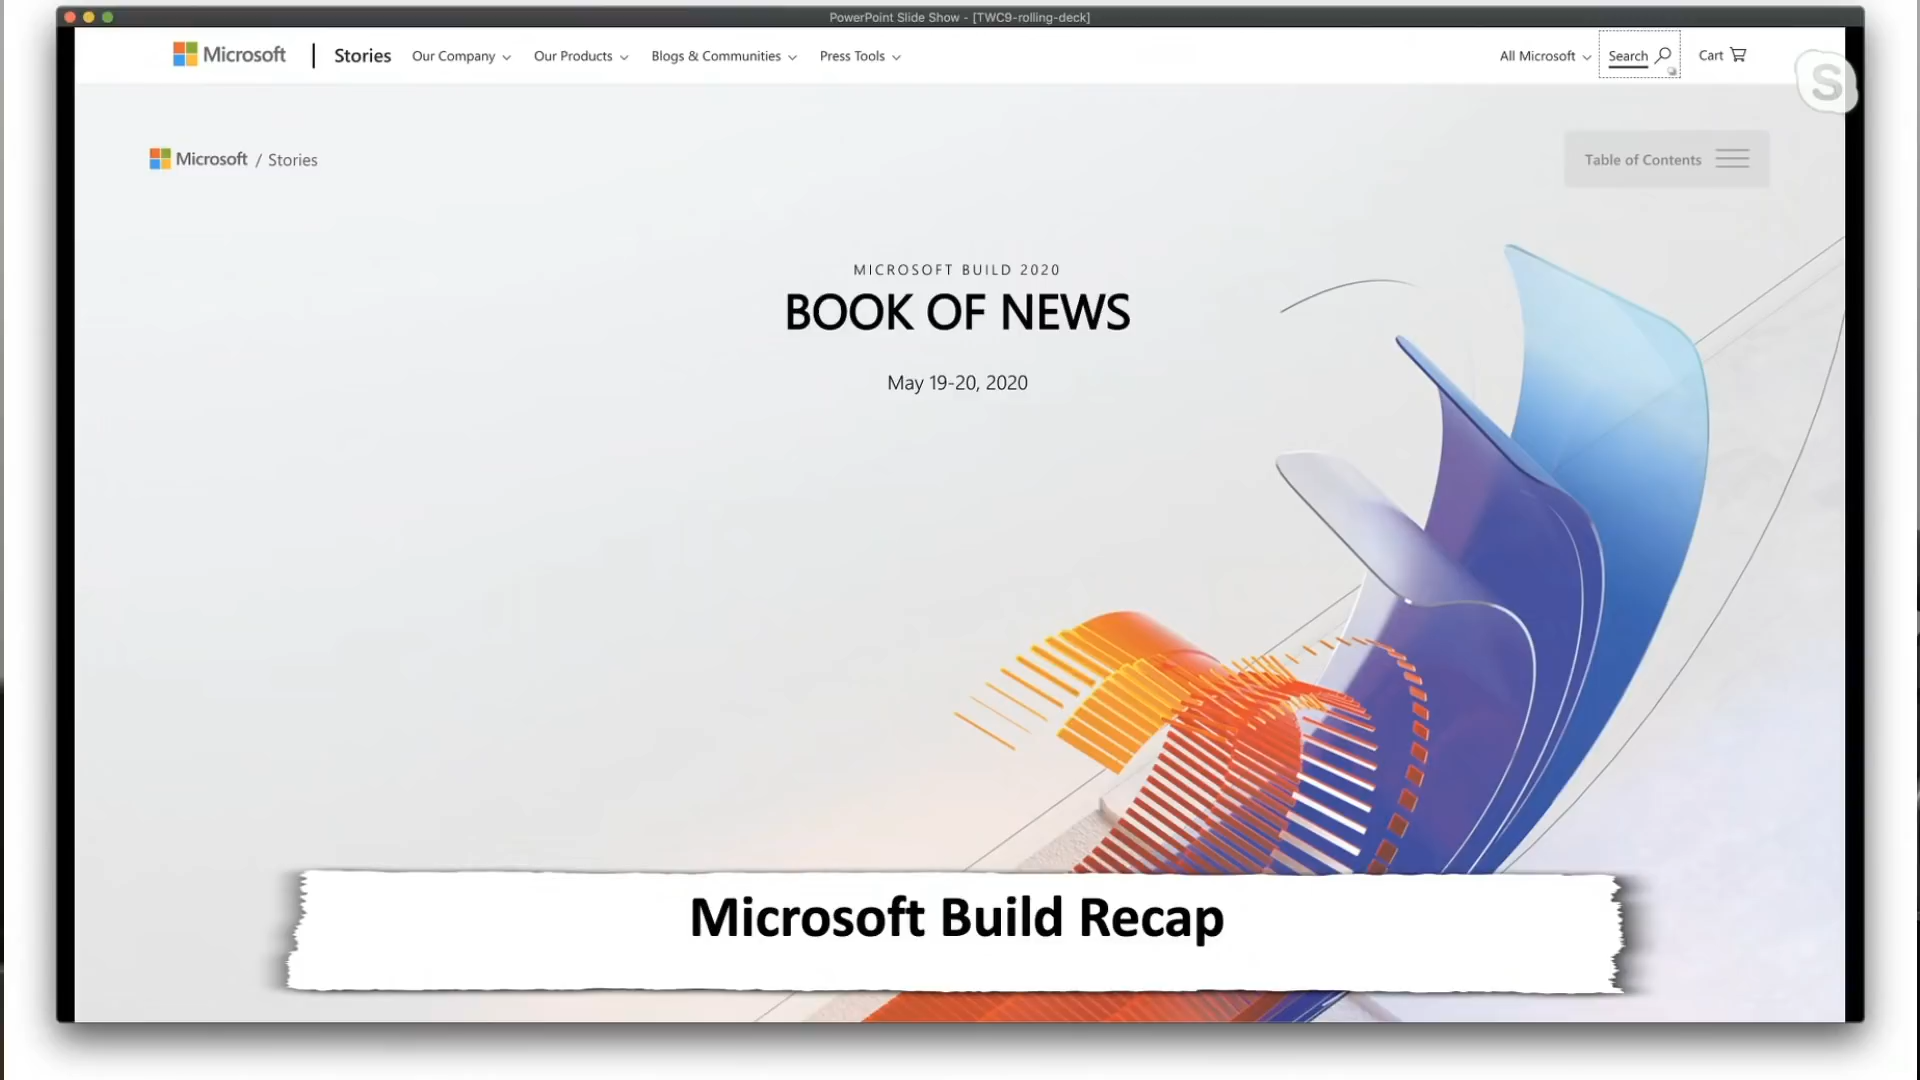 PowerPoint Slide Show - [TWC9-rolling-deck]
Microsoft | Stories Our Company Our Products Blogs & Communities Press Tools All Microsoft Search Cart
S
Microsoft / Stories
Table of Contents
MICROSOFT BUILD 2020
BOOK OF NEWS
May 19-20, 2020
Microsoft Build Recap